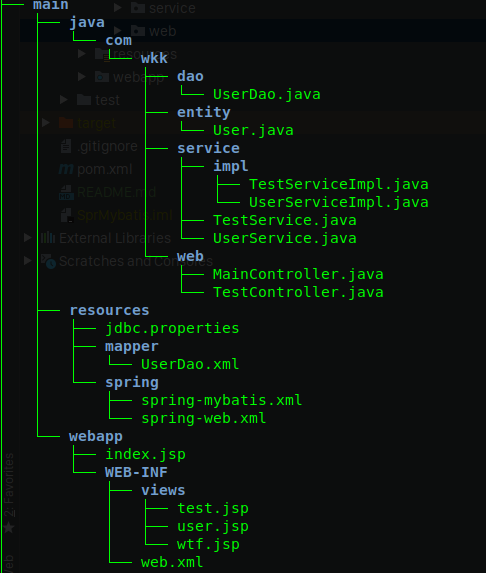 main
service
java
web
com
resources
wkk
webapp
dao
test
UserDao.java
entity
target
User.java
.gitignore
service
pom.xml
impl
README.md
TestServiceImpl.java
UserServiceImpl.java
SprMybatis.iml
TestService.java
External Libraries
UserService.java
Scratches and Consoles
web
MainController.java
TestController.java
resources
jdbc.properties
mapper
UserDao.xml
spring
spring-mybatis.xml
spring-web.xml
webapp
index.jsp
WEB-INF
2: Favorites
views
test.jsp
user.jsp
wtf.jsp
web.xml